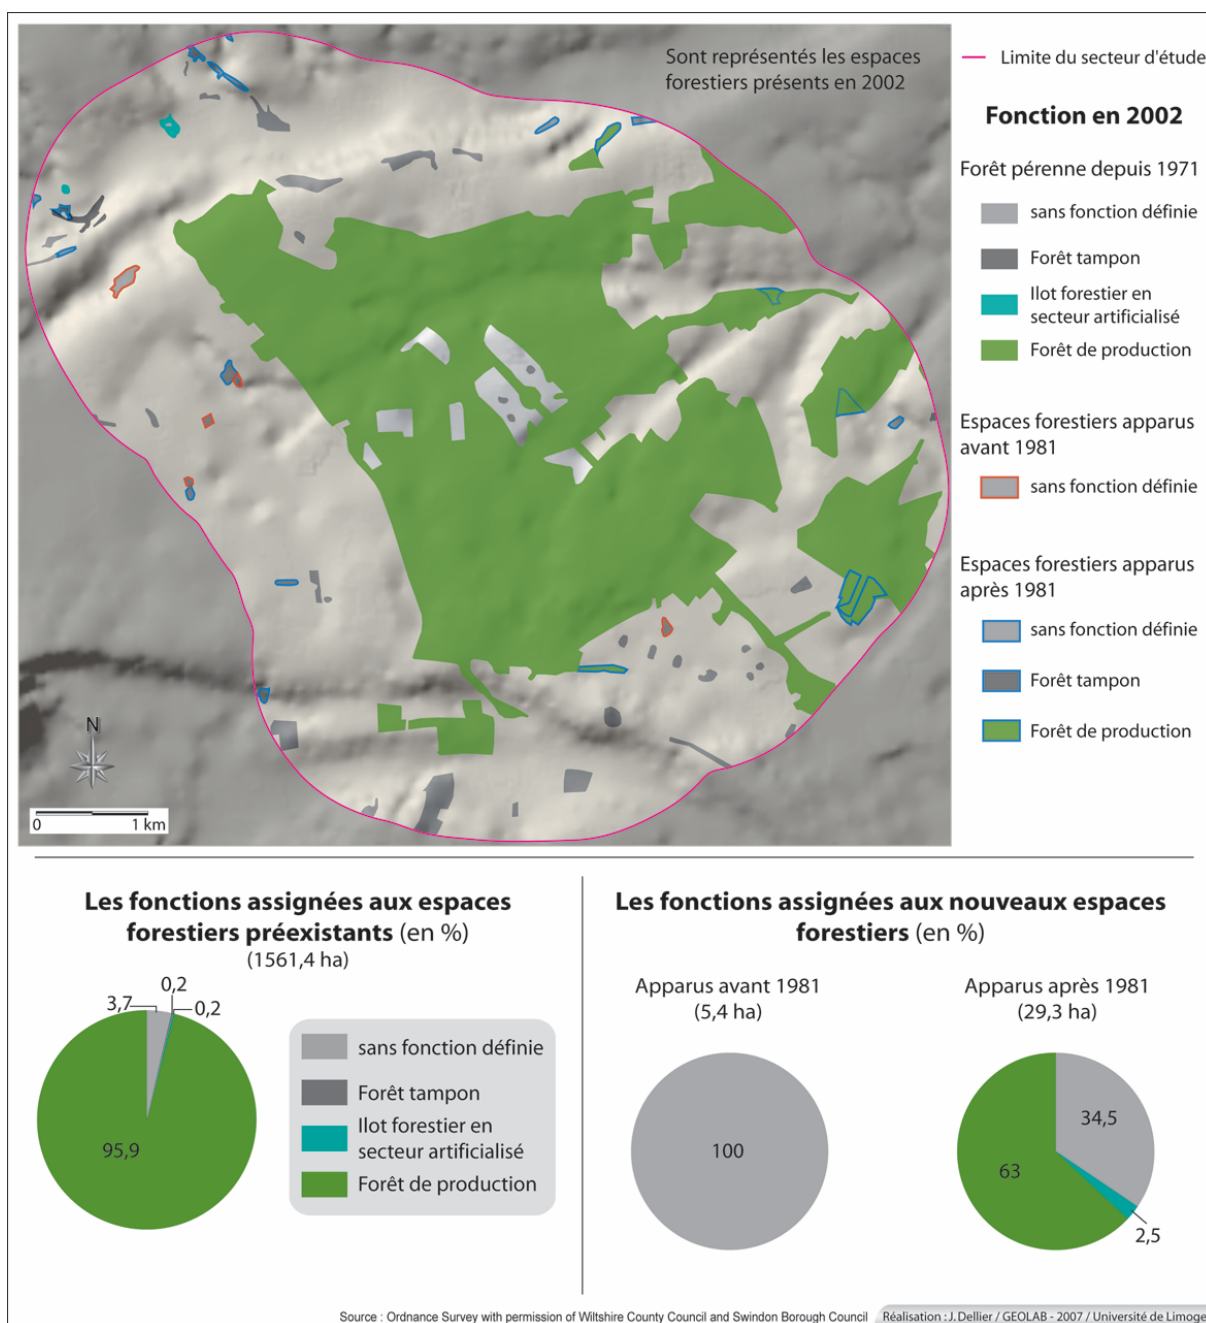 Sont représentés les espaces
forestiers présents en 2002
N
0 1 km
Limite du secteur d'étude
Fonction en 2002
Forêt pérenne depuis 1971
sans fonction définie
Forêt tampon
Ilot forestier en
secteur artificialisé
Forêt de production
Espaces forestiers apparus
avant 1981
sans fonction définie
Espaces forestiers apparus
après 1981
sans fonction définie
Forêt tampon
Forêt de production
Les fonctions assignées aux espaces
forestiers préexistants (en %)
(1561,4 ha)
0,2
3,7
0,2
95,9
sans fonction définie
Forêt tampon
Ilot forestier en
secteur artificialisé
Forêt de production
Les fonctions assignées aux nouveaux espaces
forestiers (en %)
Apparus avant 1981
(5,4 ha)
100
Apparus après 1981
(29,3 ha)
34,5
63
2,5
Source : Ordnance Survey with permission of Wiltshire County Council and Swindon Borough Council
Réalisation : J. Dellier / GEOLAB - 2007 / Université de Limoge